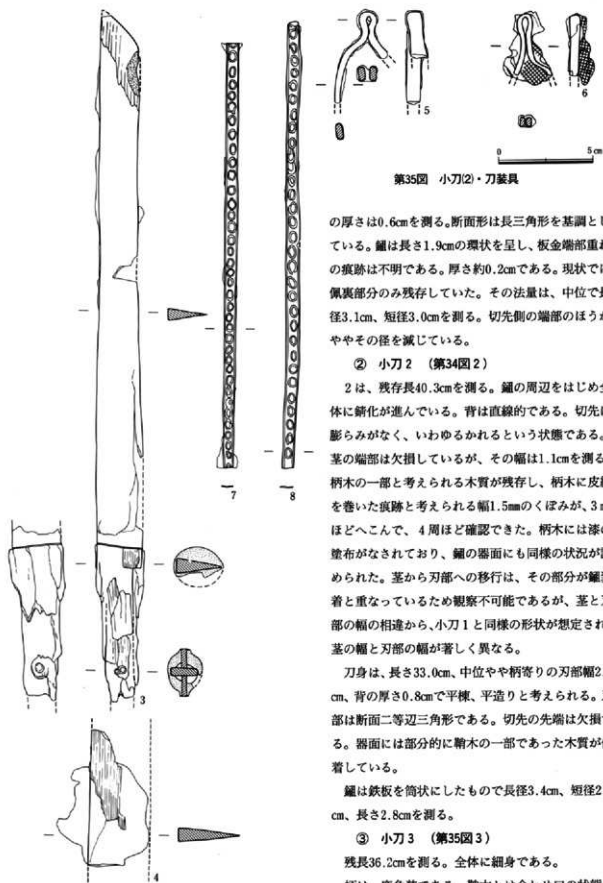 5
6
0
5 cm
第35図 小刀(2)・刀装具
7
8
3
4
の厚さは0.6cmを測る。断面形は長三角形を基調とし
ている。鎺は長さ1.9cmの環状を呈し、板金端部重ね
の痕跡は不明である。厚さ約0.2cmである。現状では
佩裏部分のみ残存していた。その法量は、中位で長
径3.1cm、短径3.0cmを測る。切先側の端部のほうが
ややその径を減じている。
② 小刀2 (第34図2)
2は、残存長40.3cmを測る。鎺の周辺をはじめ全
体に錆化が進んでいる。背は直線的である。切先は
膨らみがなく、いわゆるかれるという状態である。
茎の端部は欠損しているが、その幅は1.1cmを測る。
柄木の一部と考えられる木質が残存し、柄木に皮紐
を巻いた痕跡と考えられる幅1.5mmのくぼみが、3m
ほどへこんで、4周ほど確認できた。柄木には漆の
塗布がなされており、鎺の器面にも同様の状況が認
められた。茎から刃部への移行は、その部分が鎺装
着と重なっているため観察不可能であるが、茎と刃
部の幅の相違から、小刀1と同様の形状が想定され
茎の幅と刃部の幅が著しく異なる。
刀身は、長さ33.0、中位やや柄寄りの刃部幅2.
cm、背の厚さ0.8cmで平棟、平造りと考えられる。刃
部は断面二等辺三角形である。切先の先端は欠損す
る。器面には部分的に鞘木の一部であった木質が付
着している。
鎺は鉄板を筒状にしたもので長径3.4cm、短径2.
cm、長さ2.8cmを測る。
③ 小刀3 (第35図3)
残長36.2cmを測る。全体に細身である。